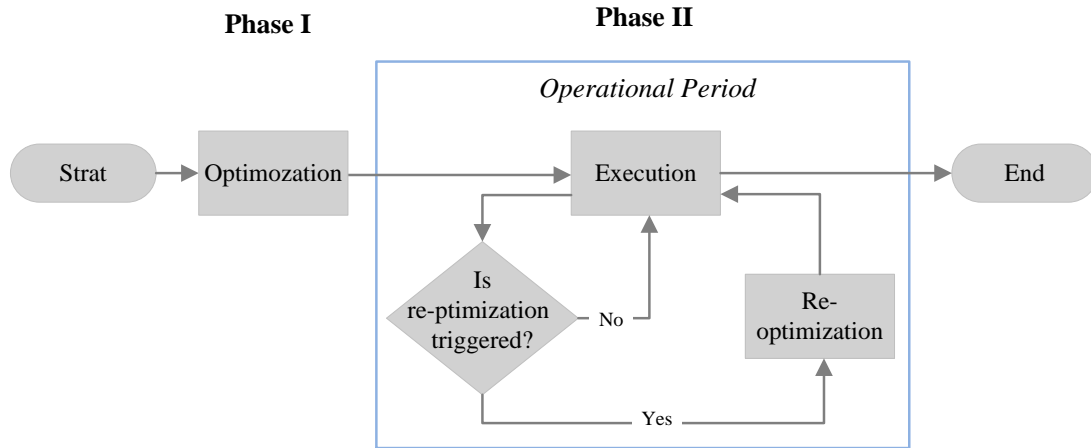 Phase I
Phase II
Operational Period
Strat
Optimozation
Execution
End
Is
re-ptimization
triggered?
No
Re-
optimization
Yes